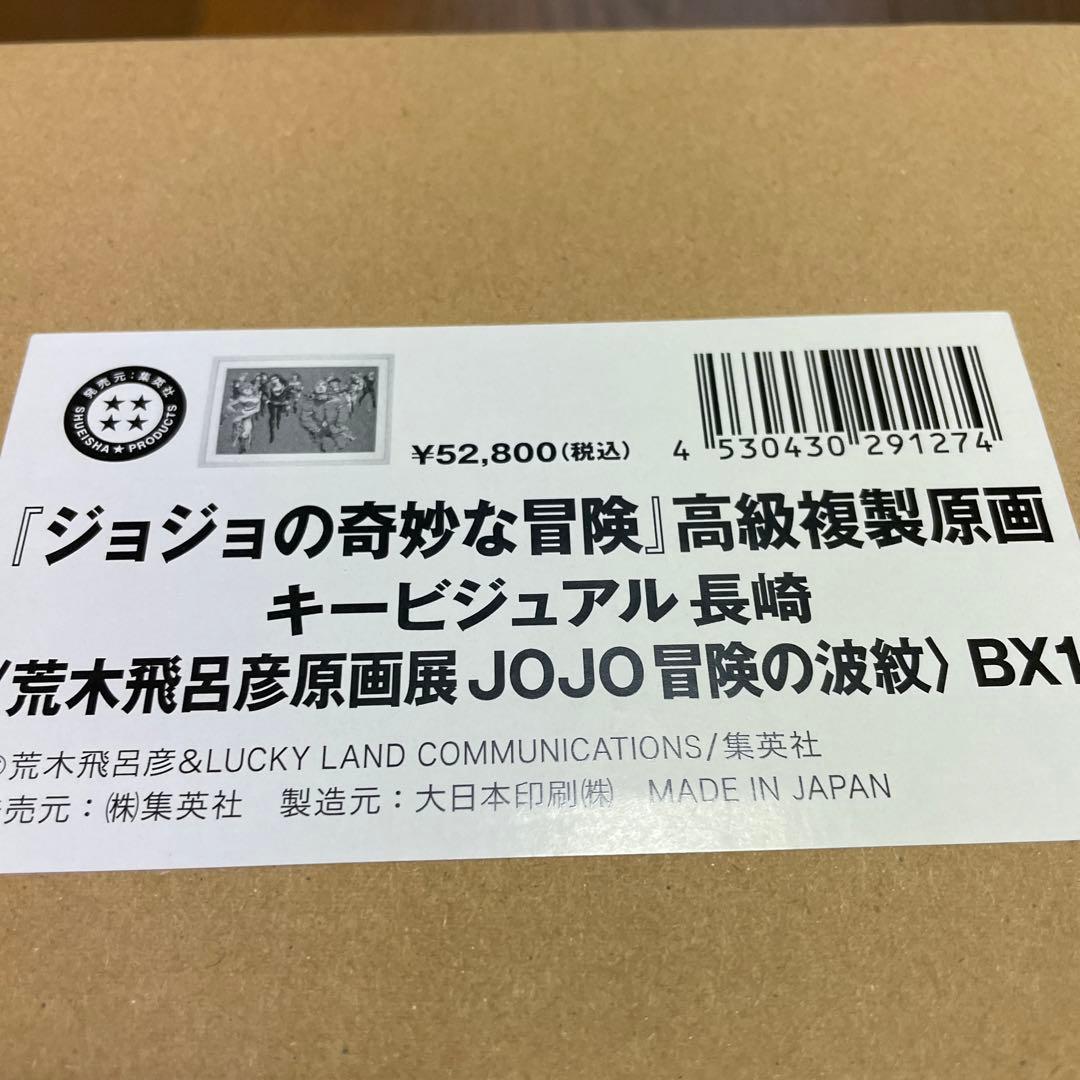 発売元：集英社
SHUEISHA★PRODUCTS
¥52,800(税込)
4 530430 291274
『ジョジョの奇妙な冒険』高級複製原画
キービジュアル 長崎
〈荒木飛呂彦原画展 JOJO 冒険の波紋〉 BX1
©荒木飛呂彦&LUCKY LAND COMMUNICATIONS/集英社
発売元：㈱集英社　製造元：大日本印刷㈱　MADE IN JAPAN